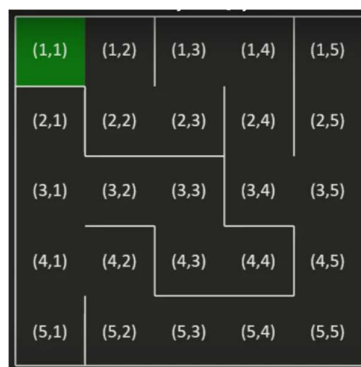 (1,1) (1,2) (1,3) (1,4) (1,5)
(2,1) (2,2) (2,3) (2,4) (2,5)
(3,1) (3,2) (3,3) (3,4) (3,5)
(4,1) (4,2) (4,3) (4,4) (4,5)
(5,1) (5,2) (5,3) (5,4) (5,5)